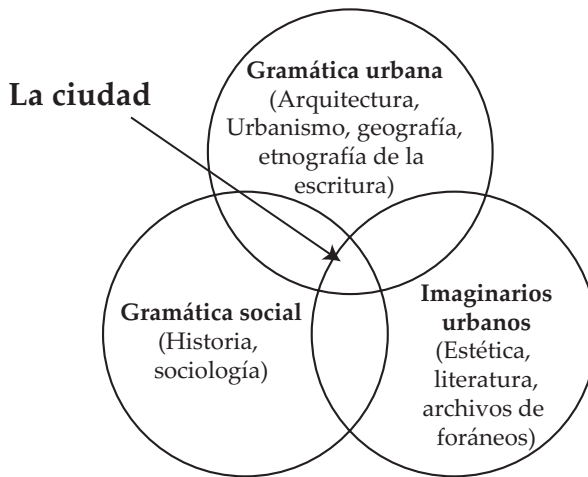 Gramática urbana
(Arquitectura,
Urbanismo, geografía,
etnografía de la
escritura)
La ciudad
Gramática social
(Historia,
sociología)
Imaginarios
urbanos
(Estética,
literatura,
archivos de
foráneos)